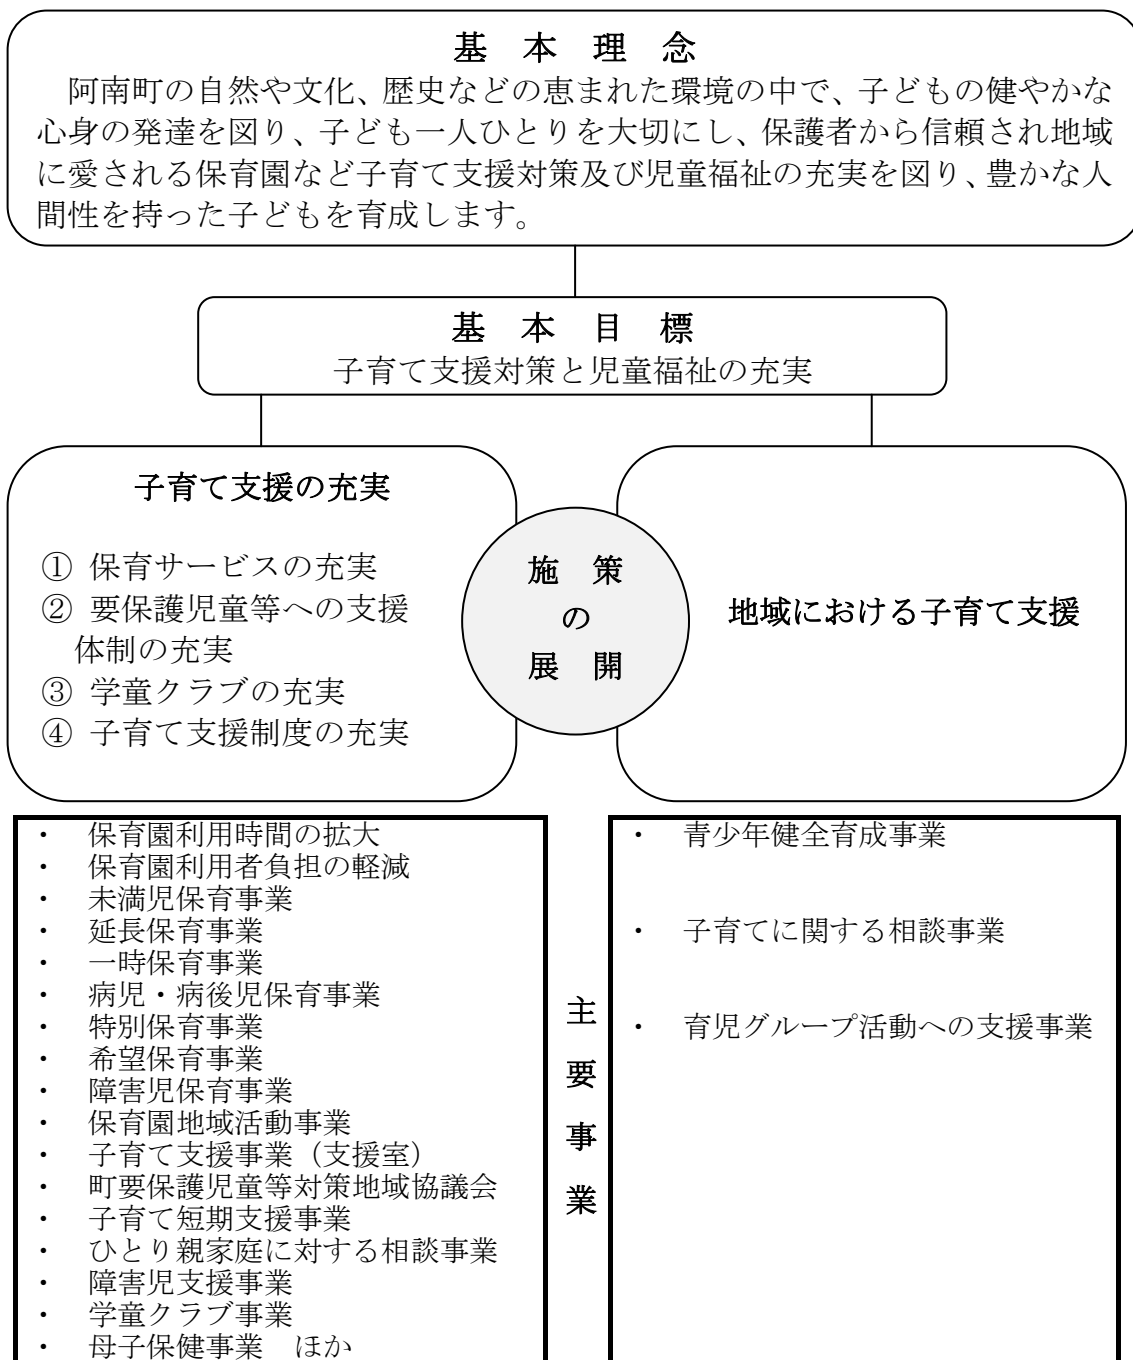 基 本 理 念
阿南町の自然や文化、歴史などの恵まれた環境の中で、子どもの健やかな
心身の発達を図り、子ども一人ひとりを大切にし、保護者から信頼され地域
に愛される保育園など子育て支援対策及び児童福祉の充実を図り、豊かな人
間性を持った子どもを育成します。
基 本 目 標
子育て支援対策と児童福祉の充実
子育て支援の充実
① 保育サービスの充実
② 要保護児童等への支援
体制の充実
③ 学童クラブの充実
④ 子育て支援制度の充実
施 策
の
展 開
地域における子育て支援
・ 保育園利用時間の拡大
・ 保育園利用者負担の軽減
・ 未満児保育事業
・ 延長保育事業
・ 一時保育事業
・ 病児・病後児保育事業
・ 特別保育事業
・ 希望保育事業
・ 障害児保育事業
・ 保育園地域活動事業
・ 子育て支援事業（支援室）
・ 町要保護児童等対策地域協議会
・ 子育て短期支援事業
・ ひとり親家庭に対する相談事業
・ 障害児支援事業
・ 学童クラブ事業
・ 母子保健事業　ほか
主
要
事
業
・ 青少年健全育成事業
・ 子育てに関する相談事業
・ 育児グループ活動への支援事業